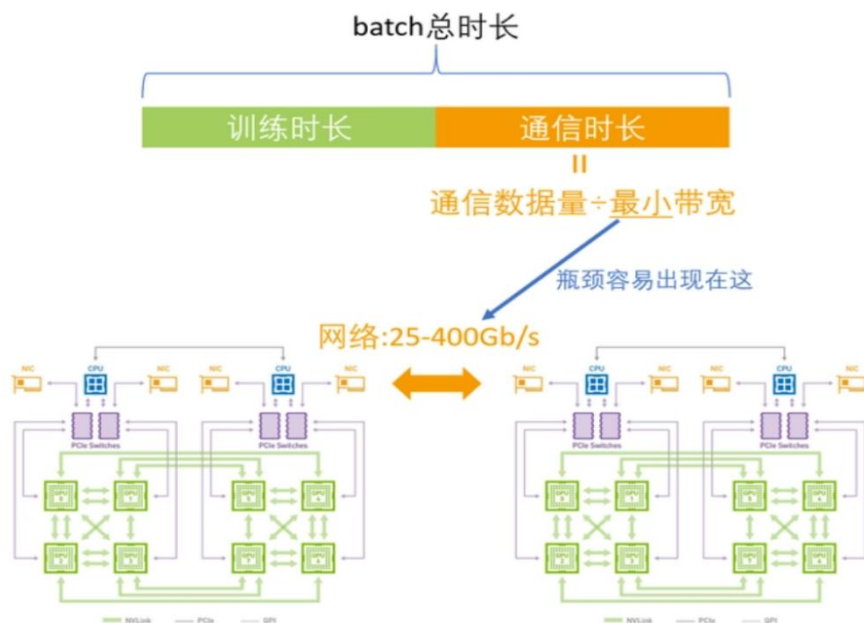 batch总时长
训练时长 通信时长
=
通信数据量÷最小带宽
瓶颈容易出现在这
网络:25-400Gb/s
NIC CPU NIC NIC CPU NIC NIC CPU NIC NIC CPU NIC
PCIe Switches PCIe Switches PCIe Switches PCIe Switches
NVLink PCIe QPI NVLink PCIe QPI